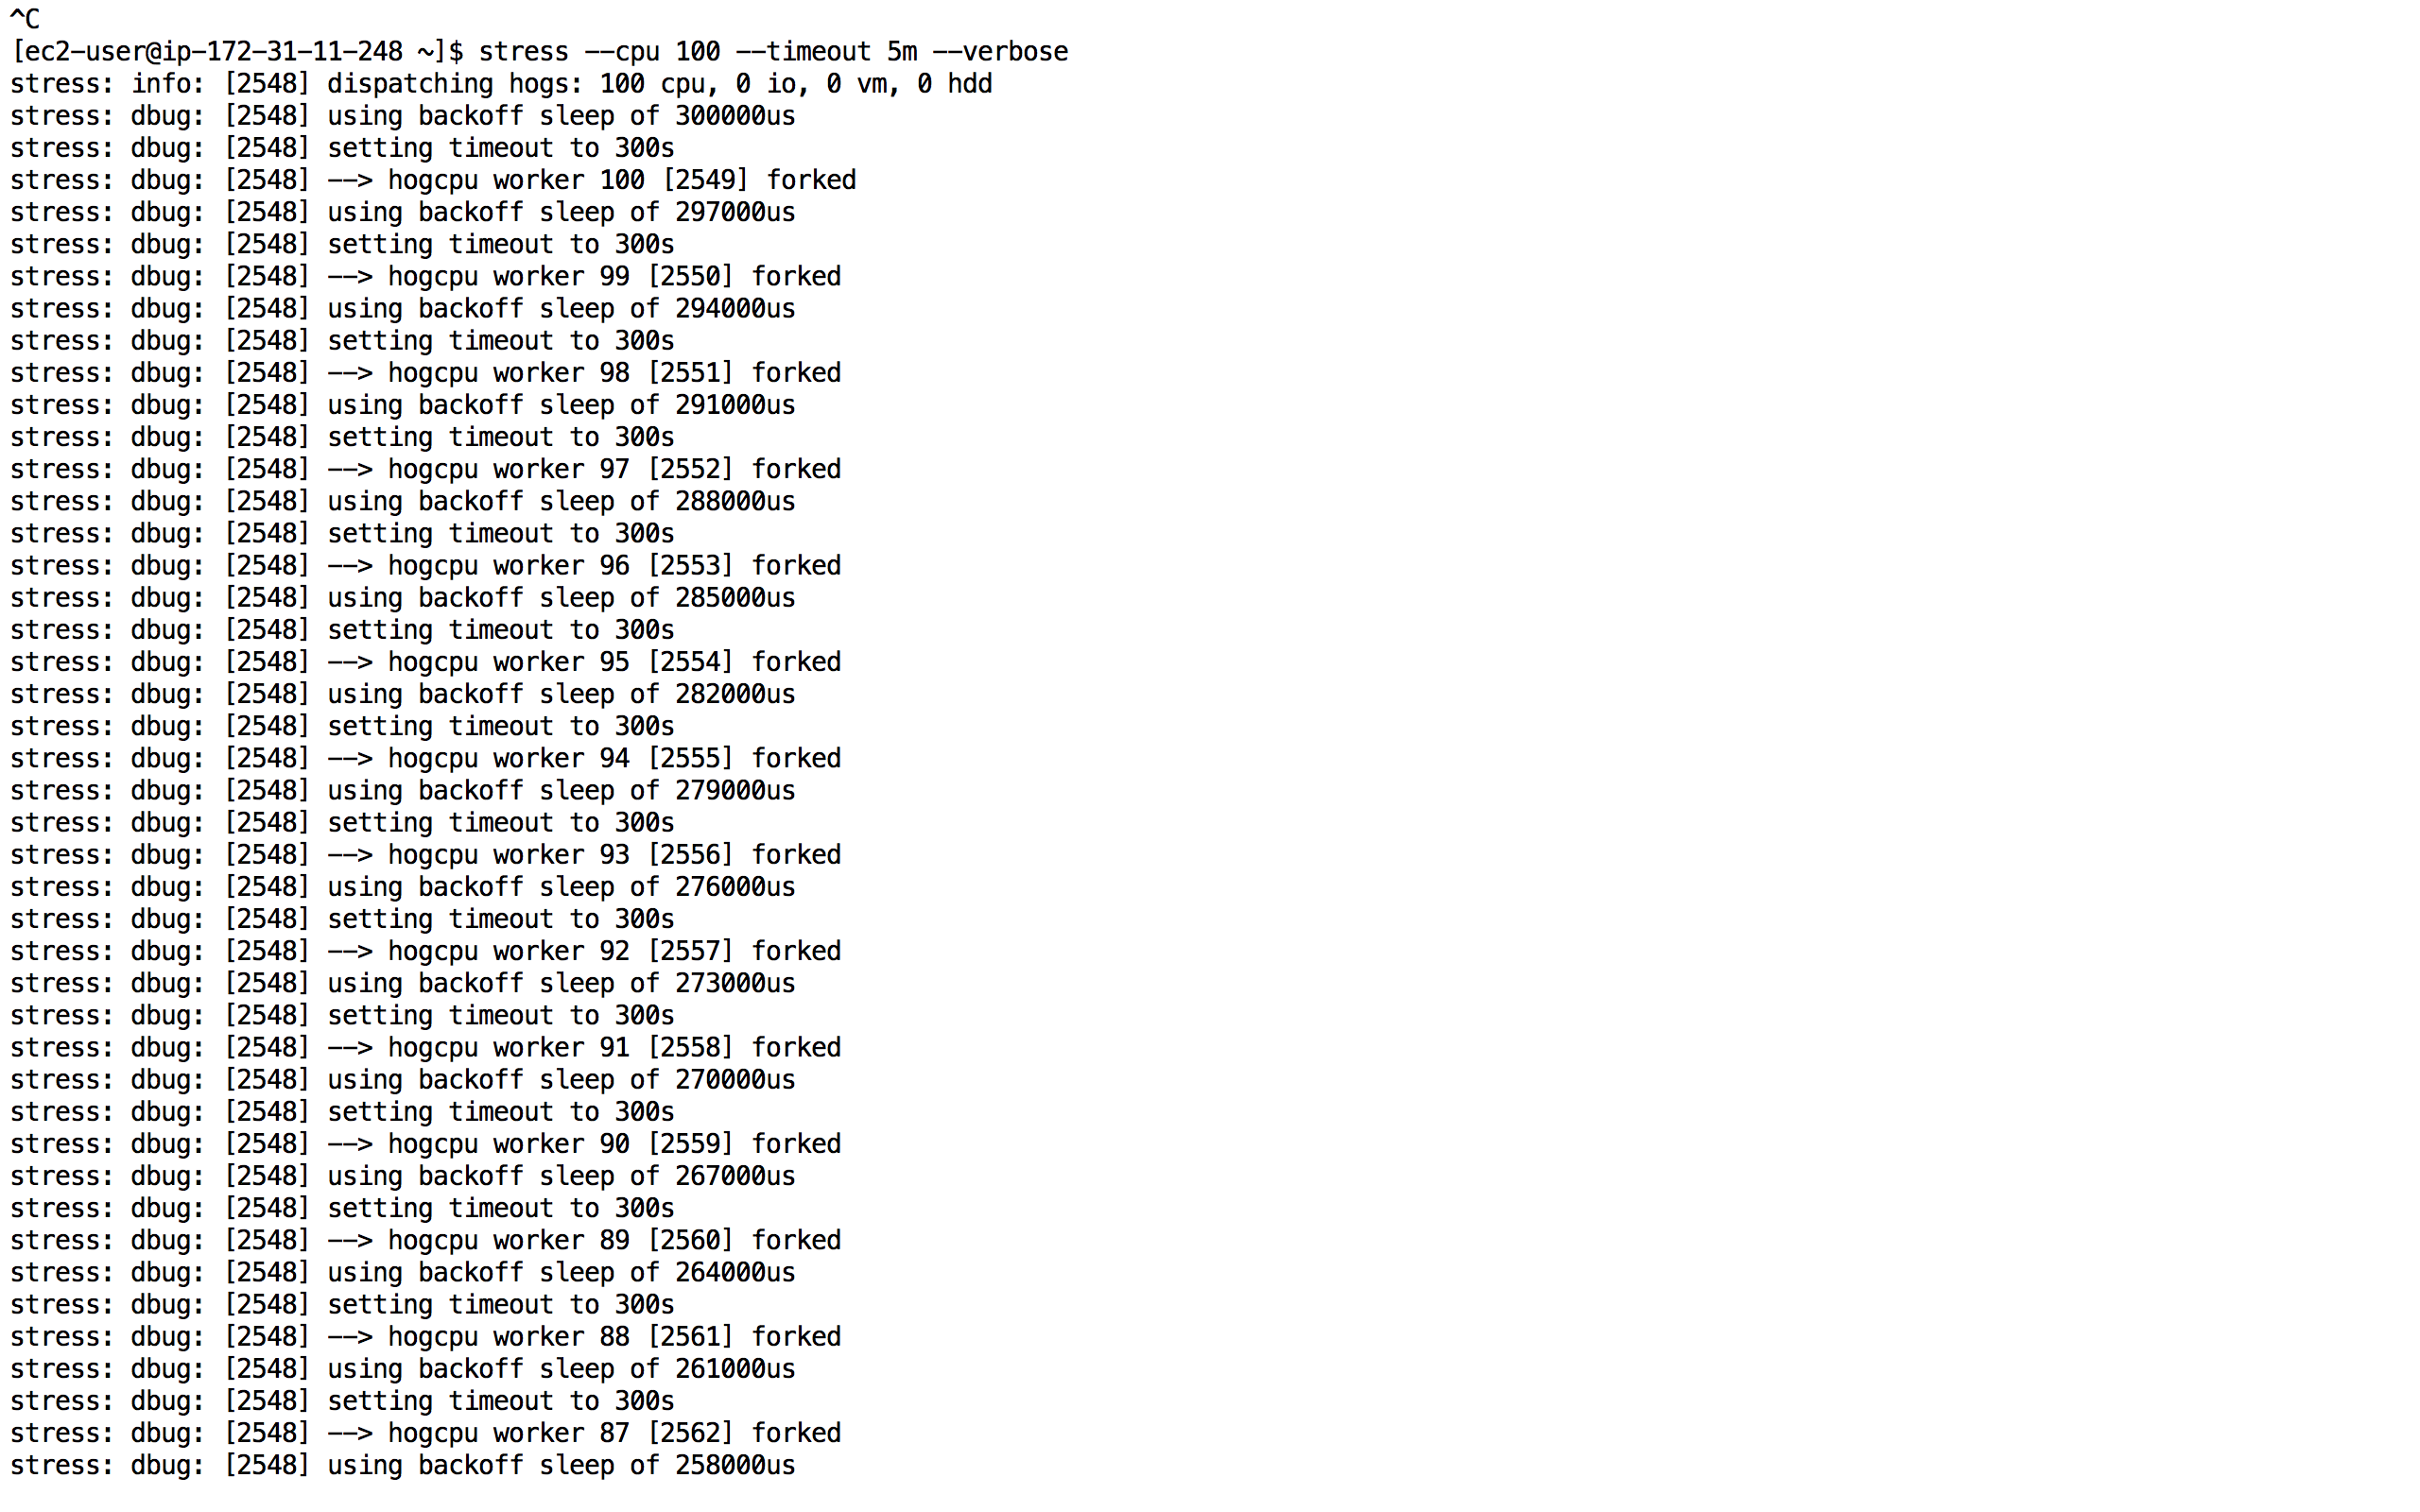 ^C
[ec2-user@ip-172-31-11-248 ~]$ stress --cpu 100 --timeout 5m --verbose
stress: info: [2548] dispatching hogs: 100 cpu, 0 io, 0 vm, 0 hdd
stress: dbug: [2548] using backoff sleep of 300000us
stress: dbug: [2548] setting timeout to 300s
stress: dbug: [2548] --> hogcpu worker 100 [2549] forked
stress: dbug: [2548] using backoff sleep of 297000us
stress: dbug: [2548] setting timeout to 300s
stress: dbug: [2548] --> hogcpu worker 99 [2550] forked
stress: dbug: [2548] using backoff sleep of 294000us
stress: dbug: [2548] setting timeout to 300s
stress: dbug: [2548] --> hogcpu worker 98 [2551] forked
stress: dbug: [2548] using backoff sleep of 291000us
stress: dbug: [2548] setting timeout to 300s
stress: dbug: [2548] --> hogcpu worker 97 [2552] forked
stress: dbug: [2548] using backoff sleep of 288000us
stress: dbug: [2548] setting timeout to 300s
stress: dbug: [2548] --> hogcpu worker 96 [2553] forked
stress: dbug: [2548] using backoff sleep of 285000us
stress: dbug: [2548] setting timeout to 300s
stress: dbug: [2548] --> hogcpu worker 95 [2554] forked
stress: dbug: [2548] using backoff sleep of 282000us
stress: dbug: [2548] setting timeout to 300s
stress: dbug: [2548] --> hogcpu worker 94 [2555] forked
stress: dbug: [2548] using backoff sleep of 279000us
stress: dbug: [2548] setting timeout to 300s
stress: dbug: [2548] --> hogcpu worker 93 [2556] forked
stress: dbug: [2548] using backoff sleep of 276000us
stress: dbug: [2548] setting timeout to 300s
stress: dbug: [2548] --> hogcpu worker 92 [2557] forked
stress: dbug: [2548] using backoff sleep of 273000us
stress: dbug: [2548] setting timeout to 300s
stress: dbug: [2548] --> hogcpu worker 91 [2558] forked
stress: dbug: [2548] using backoff sleep of 270000us
stress: dbug: [2548] setting timeout to 300s
stress: dbug: [2548] --> hogcpu worker 90 [2559] forked
stress: dbug: [2548] using backoff sleep of 267000us
stress: dbug: [2548] setting timeout to 300s
stress: dbug: [2548] --> hogcpu worker 89 [2560] forked
stress: dbug: [2548] using backoff sleep of 264000us
stress: dbug: [2548] setting timeout to 300s
stress: dbug: [2548] --> hogcpu worker 88 [2561] forked
stress: dbug: [2548] using backoff sleep of 261000us
stress: dbug: [2548] setting timeout to 300s
stress: dbug: [2548] --> hogcpu worker 87 [2562] forked
stress: dbug: [2548] using backoff sleep of 258000us